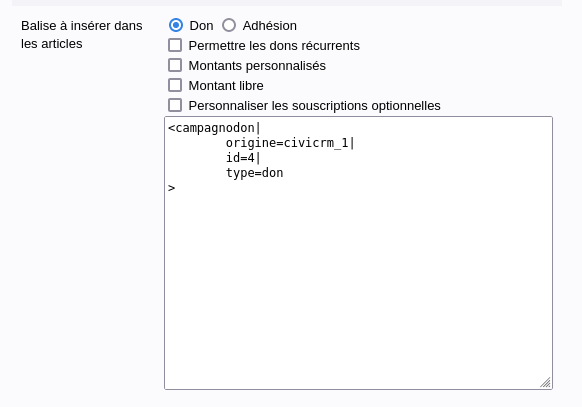 Balise à insérer dans
les articles
Don
Adhésion
Permettre les dons récurrents
Montants personnalisés
Montant libre
Personnaliser les souscriptions optionnelles
<campagnodon|
        origine=civicrm_1|
        id=4|
        type=don
>